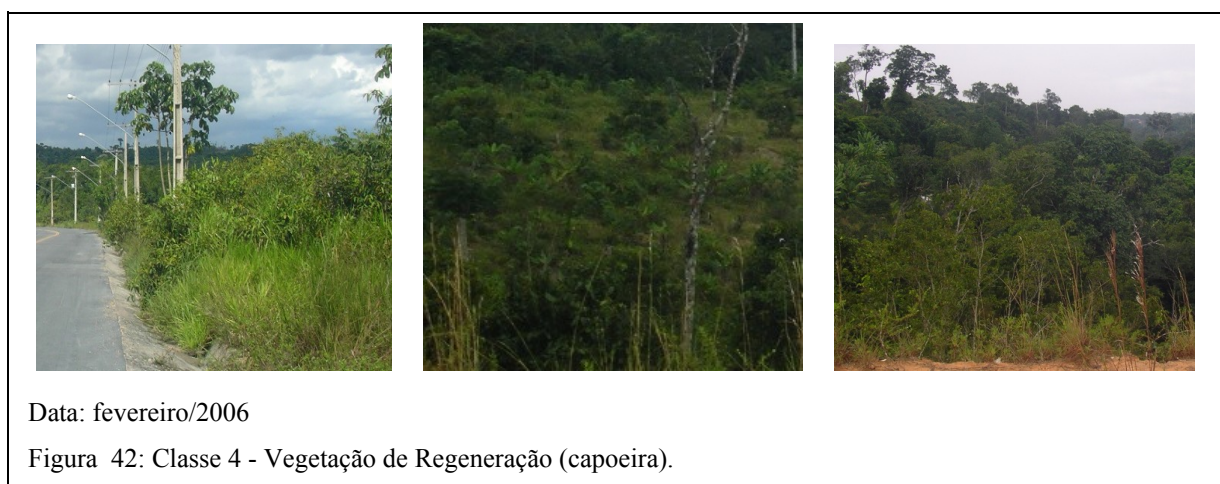 Data: fevereiro/2006
Figura 42: Classe 4 - Vegetação de Regeneração (capoeira).